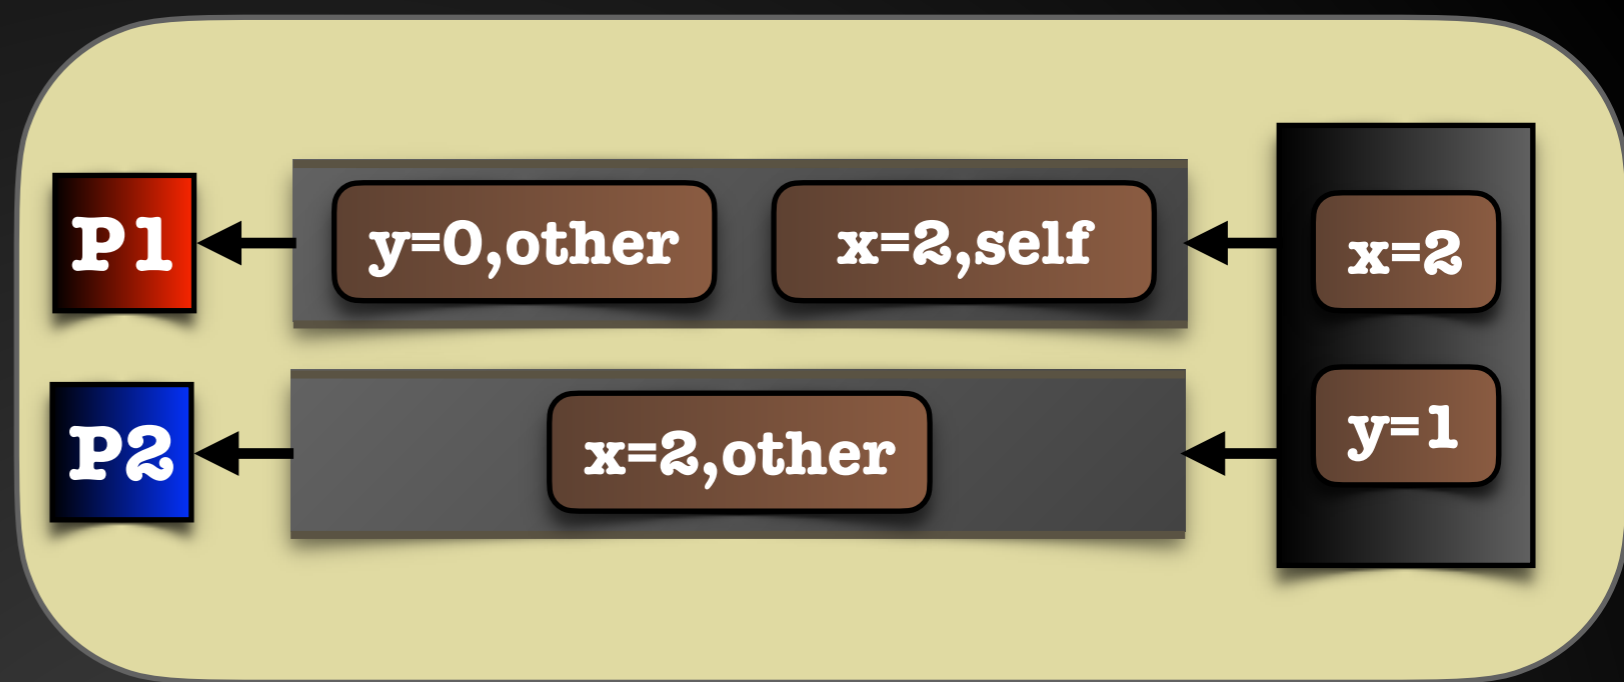 P1
y=0,other
x=2,self
x=2
P2
x=2,other
y=1